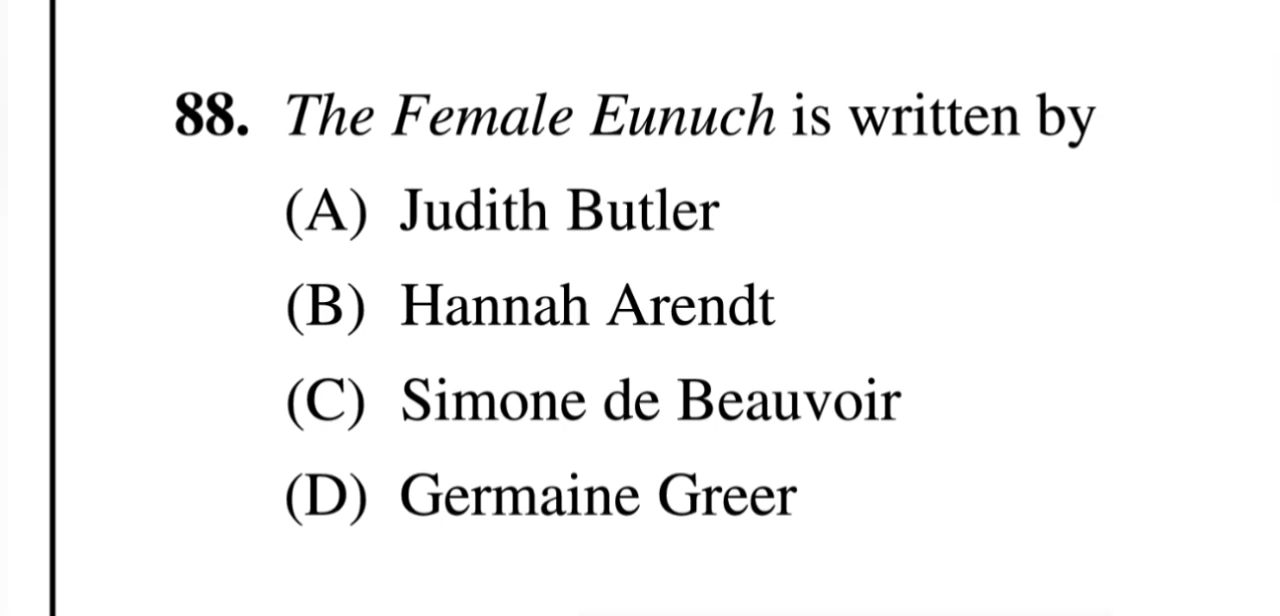 88. The Female Eunuch is written by
(A) Judith Butler
(B) Hannah Arendt
(C) Simone de Beauvoir
(D) Germaine Greer